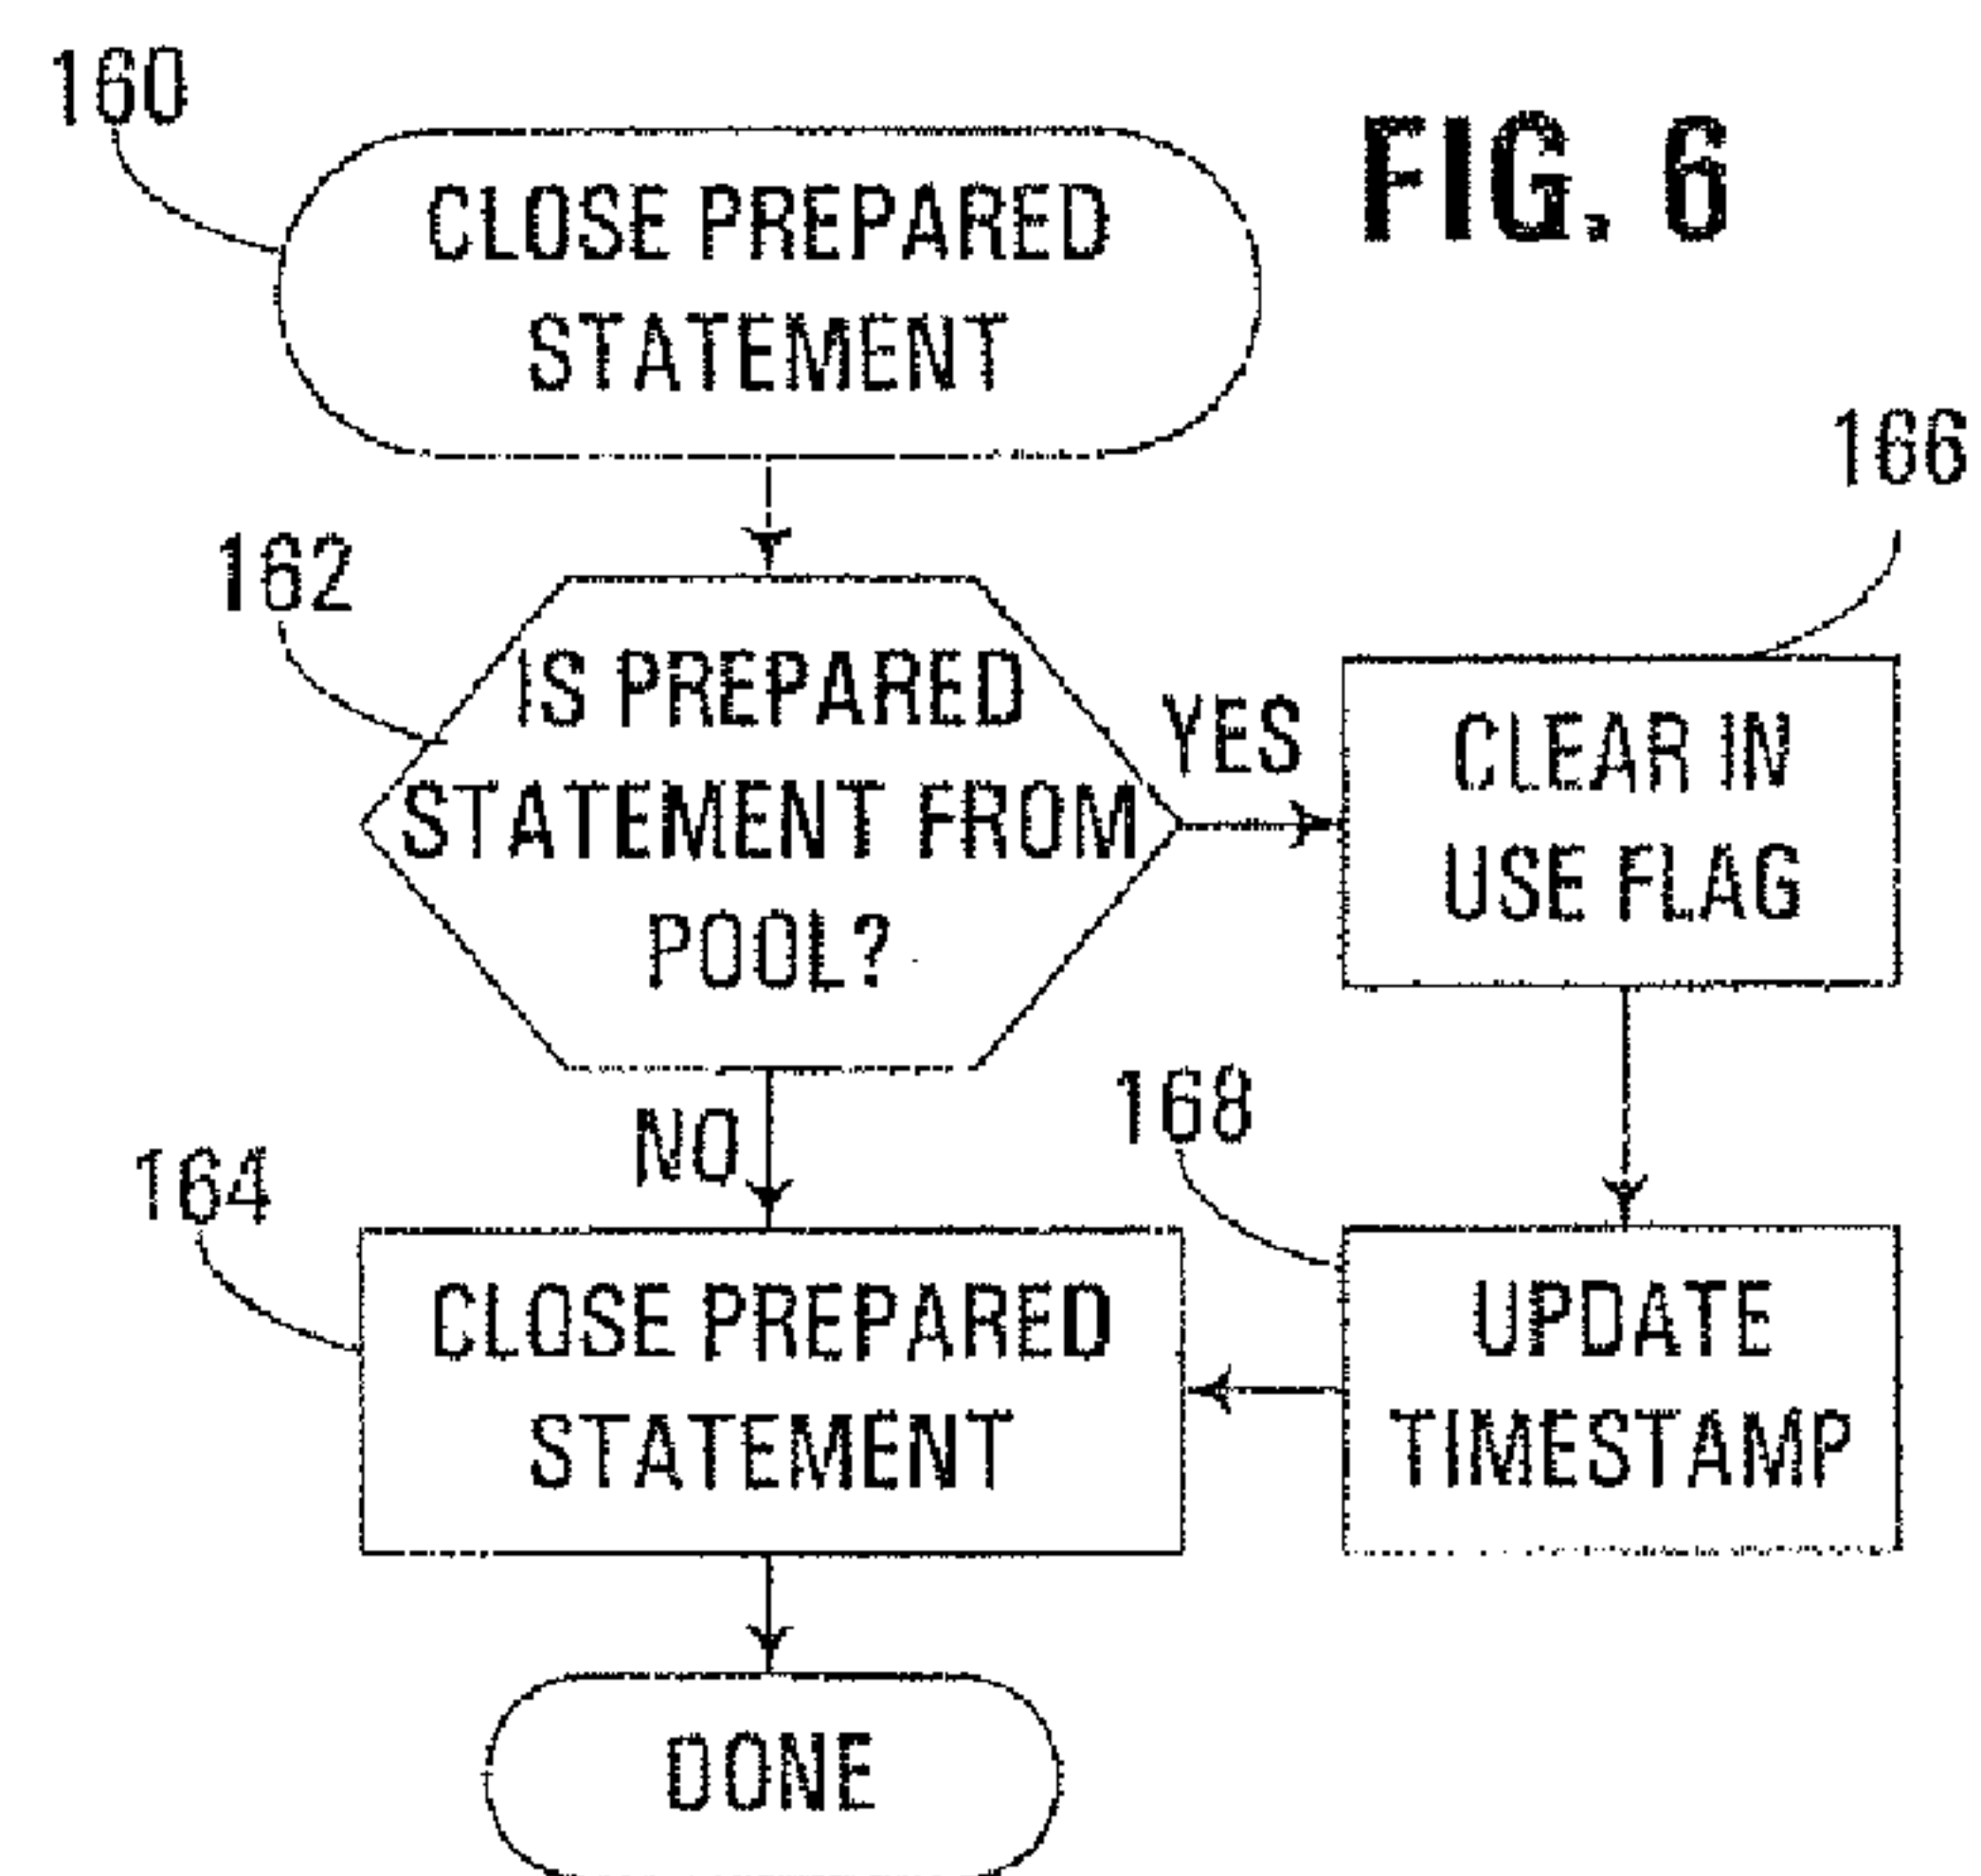 160
FIG. 6
CLOSE PREPARED
STATEMENT
166
162
IS PREPARED
STATEMENT FROM
POOL?
YES
CLEAR IN
USE FLAG
NO
168
164
CLOSE PREPARED
STATEMENT
UPDATE
TIMESTAMP
DONE